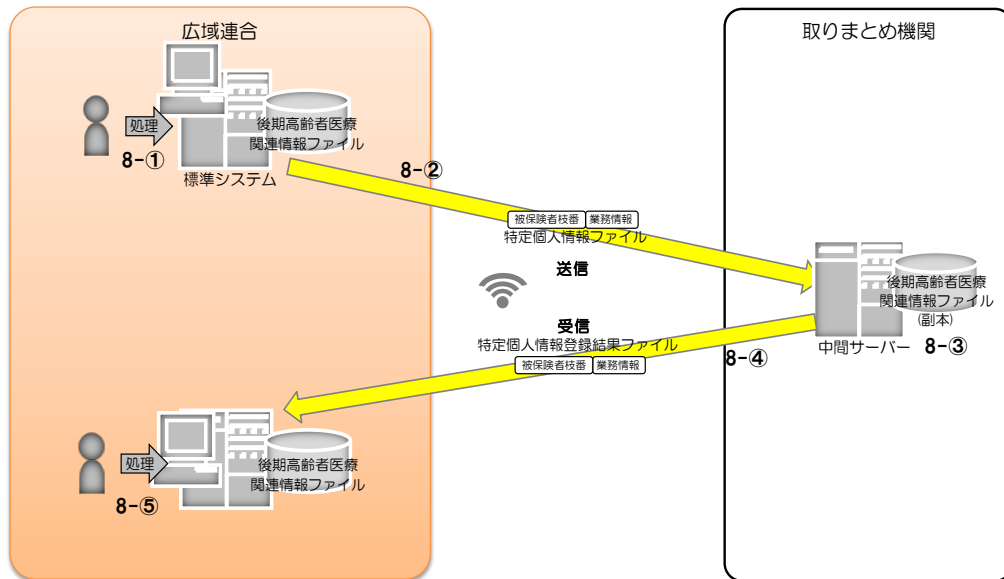 広域連合
取りまとめ機関
処理
8-①
後期高齢者医療
関連情報ファイル
標準システム
8-②
被保険者枝番 業務情報
特定個人情報ファイル
送信
後期高齢者医療
関連情報ファイル
(副本)
中間サーバー 8-③
受信
特定個人情報登録結果ファイル
被保険者枝番 業務情報
8-④
処理
8-⑤
後期高齢者医療
関連情報ファイル